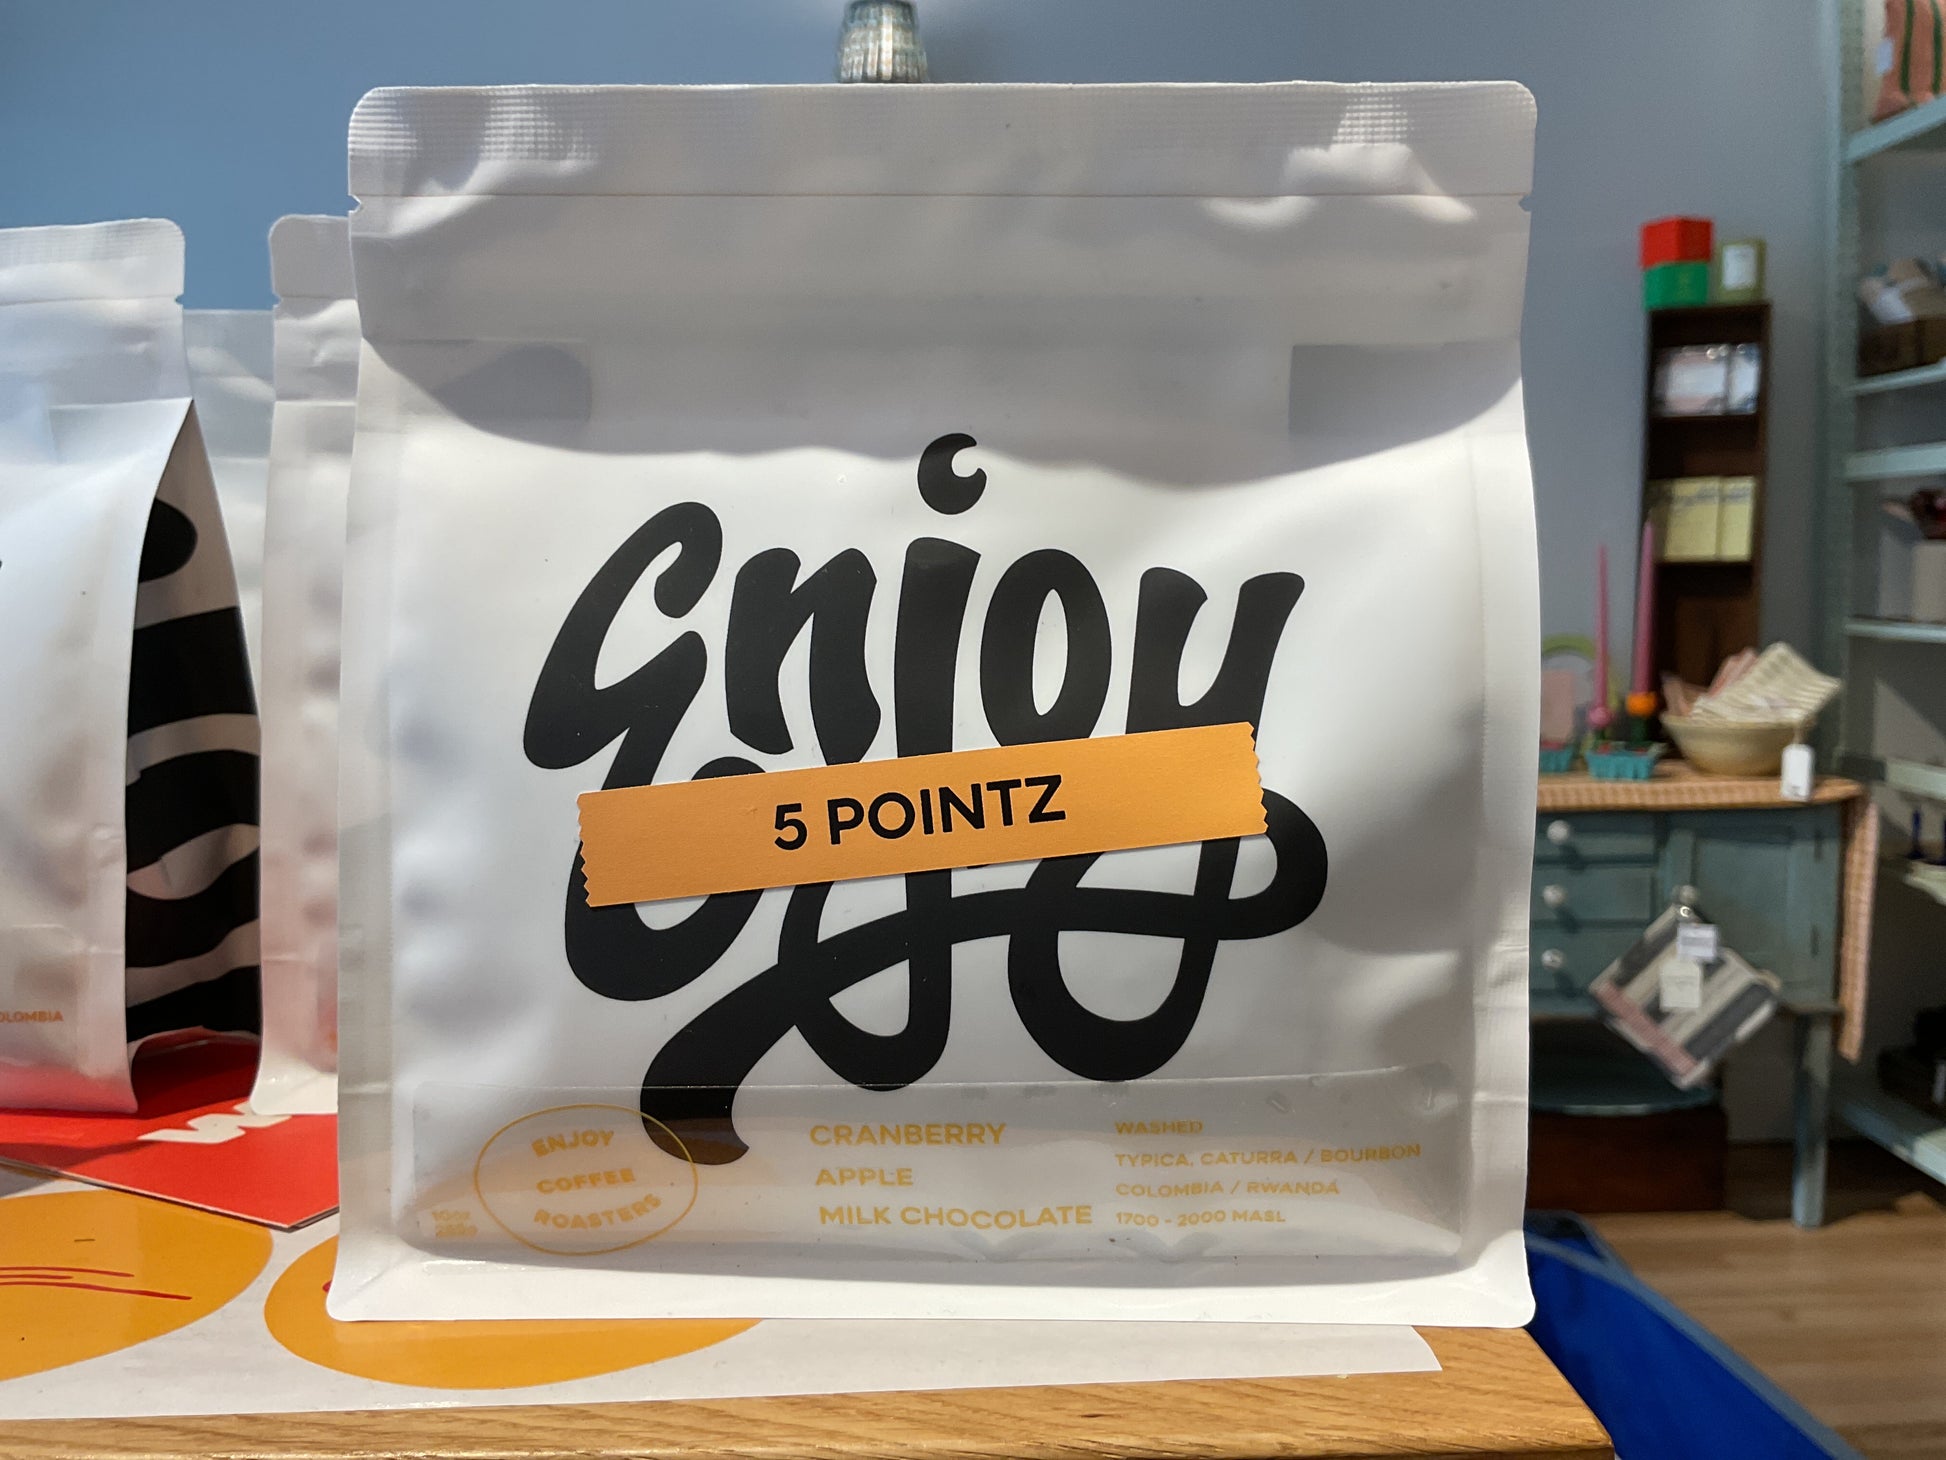 Enjoy
5 POINTZ
ENJOY
COFFEE
ROASTERS
CRANBERRY
APPLE
MILK CHOCOLATE
WASHED
TYPICA, CATURRA / BOURBON
COLOMBIA / RWANDA
1700 - 2000 MASL
10oz